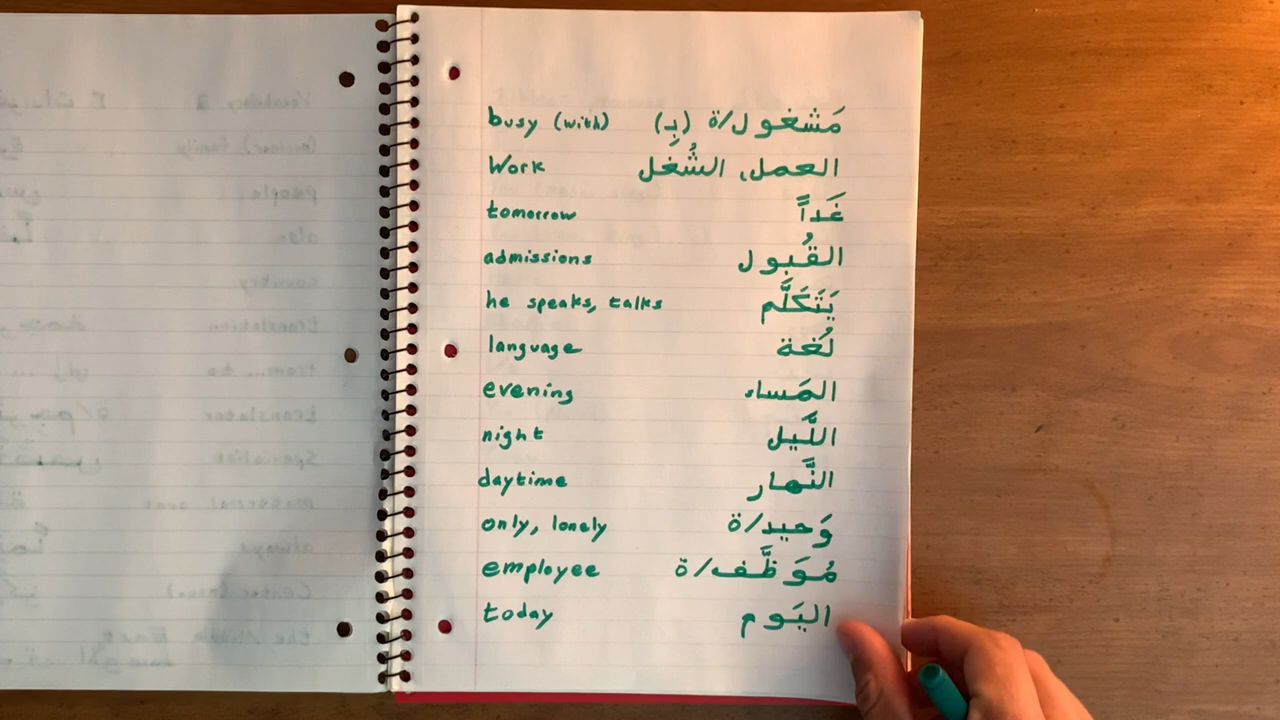 busy (with) مَشغول/ة (بِـ)
Work العمل، الشُغل
tomorrow غَداً
admissions القُبول
he speaks, talks يَتَكَلَّم
language لُغة
evening المَساء
night اللَّيل
daytime النَّهار
only, lonely وَحيد/ة
employee مُوَظَّف/ة
today اليَوم